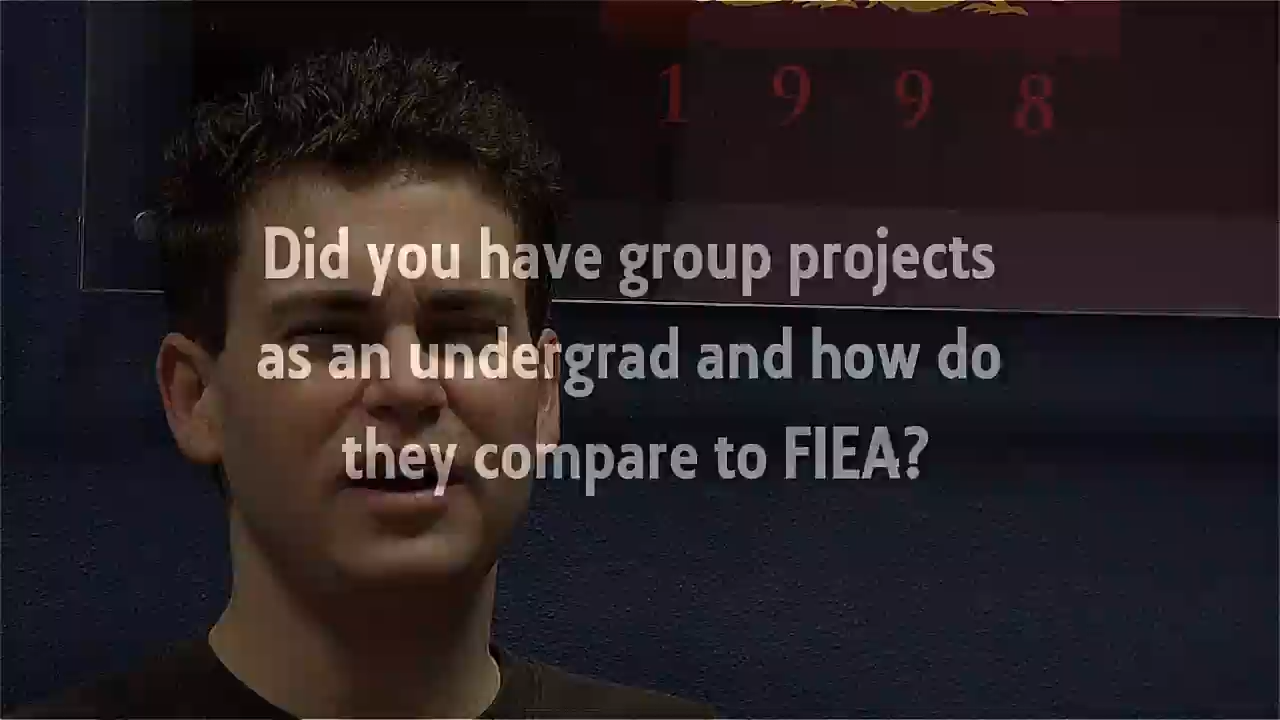 1 9 9 8
Did you have group projects
as an undergrad and how do
they compare to FIEA?